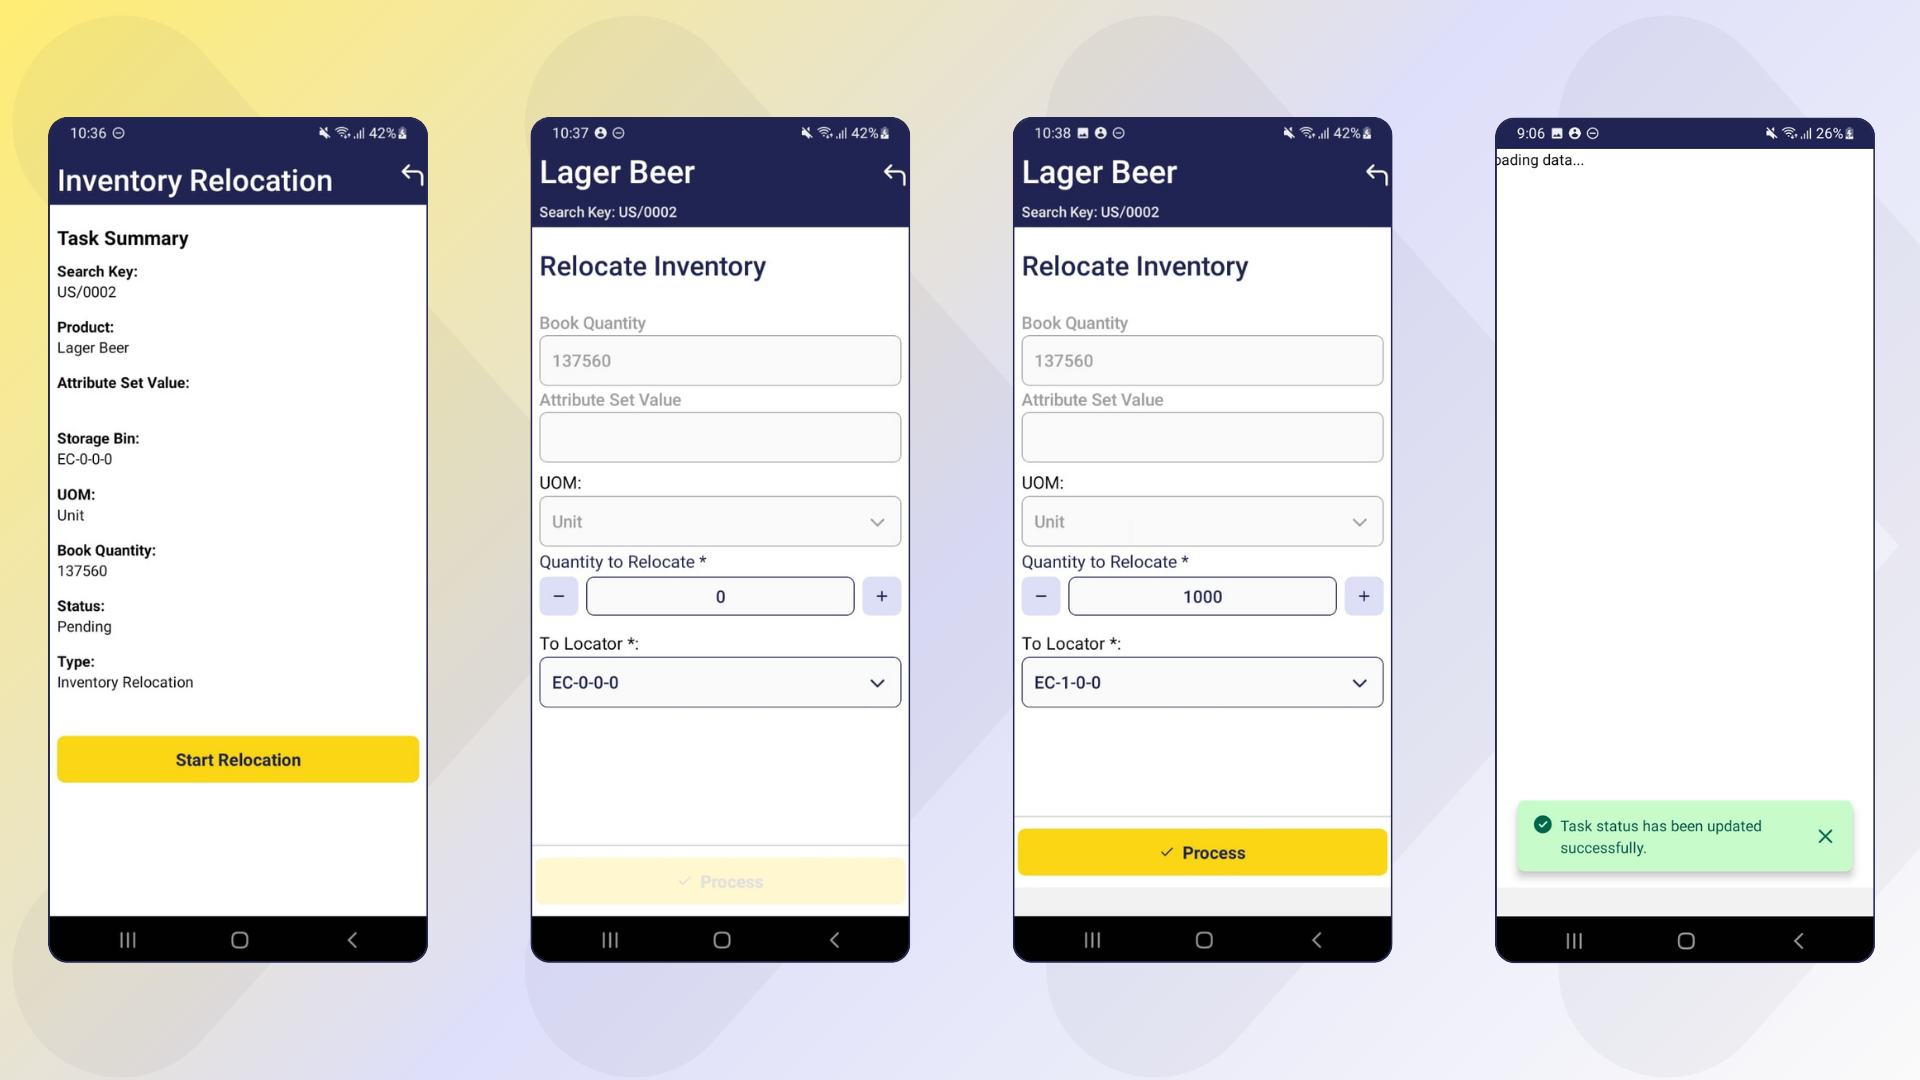 10:36
42%
Inventory Relocation
Task Summary
Search Key:
US/0002
Product:
Lager Beer
Attribute Set Value:
Storage Bin:
EC-0-0-0
UOM:
Unit
Book Quantity:
137560
Status:
Pending
Type:
Inventory Relocation
Start Relocation
10:37
42%
Lager Beer
Search Key: US/0002
Relocate Inventory
Book Quantity
137560
Attribute Set Value
UOM:
Unit
Quantity to Relocate *
− 0 +
To Locator *:
EC-0-0-0
Process
10:38
42%
Lager Beer
Search Key: US/0002
Relocate Inventory
Book Quantity
137560
Attribute Set Value
UOM:
Unit
Quantity to Relocate *
− 1000 +
To Locator *:
EC-1-0-0
Process
9:06
26%
oading data...
Task status has been updated
successfully.